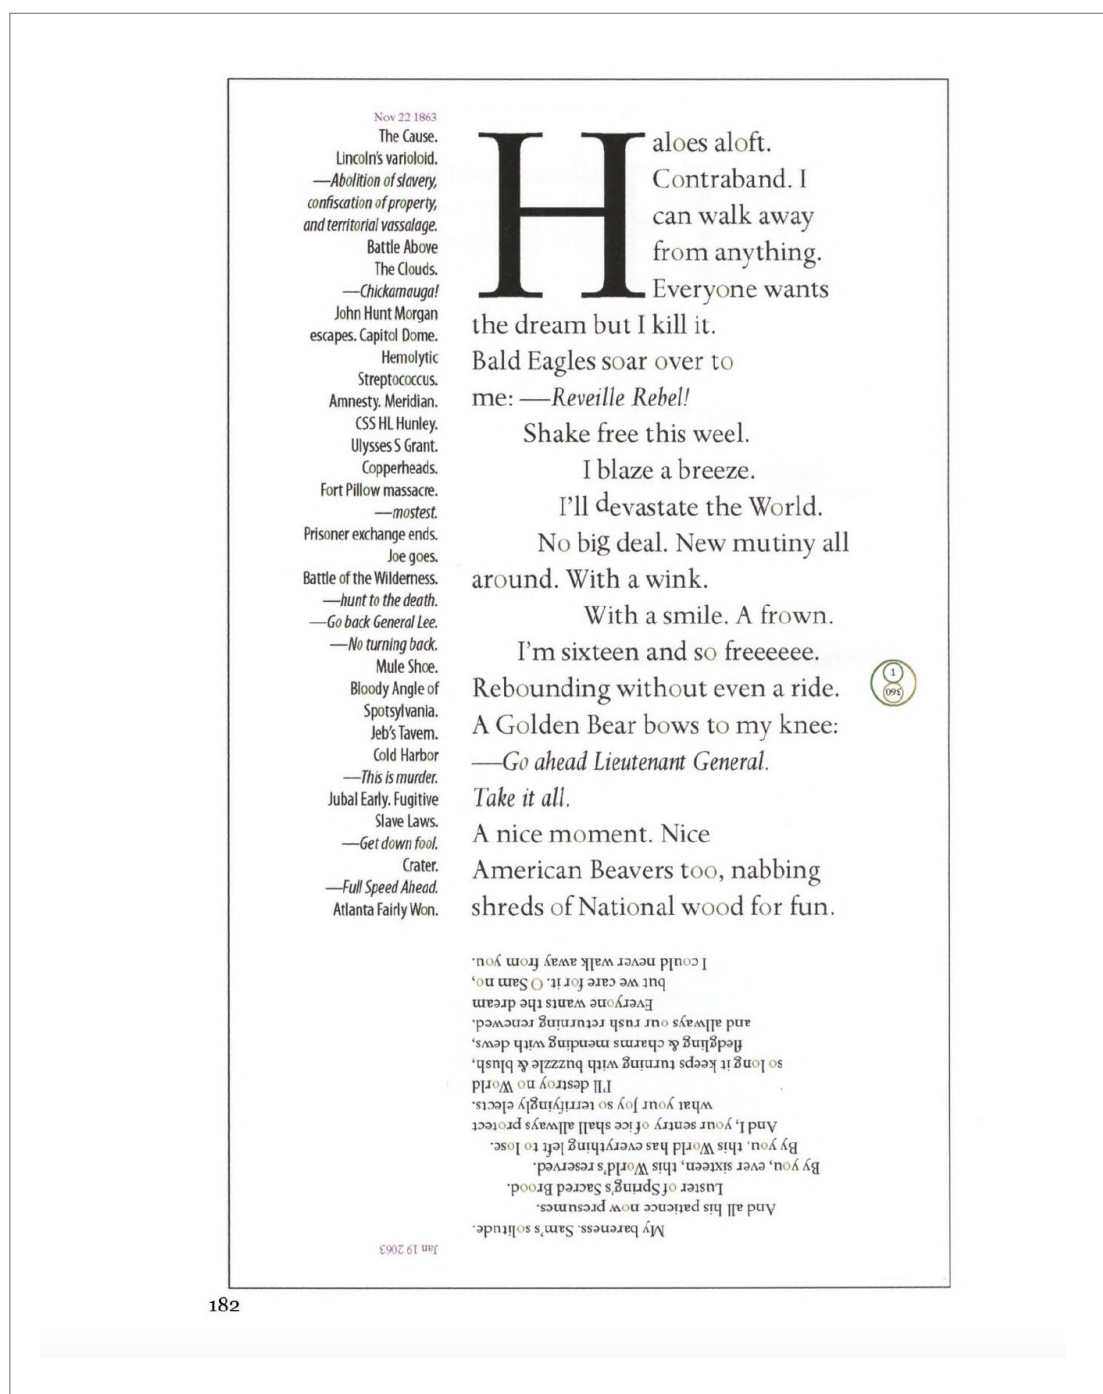 Nov 22 1863
The Cause.
Lincoln's varioloid.
—Abolition of slavery,
confiscation of property,
and territorial vassalage.
Battle Above
The Clouds.
—Chickamauga!
John Hunt Morgan
escapes. Capitol Dome.
Hemolytic
Streptococcus.
Amnesty. Meridian.
CSS HL Hunley.
Ulysses S Grant.
Copperheads.
Fort Pillow massacre.
—mostest.
Prisoner exchange ends.
Joe goes.
Battle of the Wilderness.
—hunt to the death.
—Go back General Lee.
—No turning back.
Mule Shoe.
Bloody Angle of
Spotsylvania.
Jeb's Tavern.
Cold Harbor
—This is murder.
Jubal Early. Fugitive
Slave Laws.
—Get down fool.
Crater.
—Full Speed Ahead.
Atlanta Fairly Won.
Haloes aloft.
Contraband. I
can walk away
from anything.
Everyone wants
the dream but I kill it.
Bald Eagles soar over to
me: —Reveille Rebel!
Shake free this weel.
I blaze a breeze.
I'll devastate the World.
No big deal. New mutiny all
around. With a wink.
With a smile. A frown.
I'm sixteen and so freeeeee.
Rebounding without even a ride.
A Golden Bear bows to my knee:
—Go ahead Lieutenant General.
Take it all.
A nice moment. Nice
American Beavers too, nabbing
shreds of National wood for fun.
1
360
Jan 19 2063
My bareness. Sam's solitude.
And all his patience now presumes.
Luster of Spring's Sacred Brood.
By you, ever sixteen, this World's reserved.
By you, this World has everything left to lose.
And I, your sentry of ice shall allways protect
what your Joy so terrifyingly elects.
I'll destroy no World
so long it keeps turning with buzzzle & blush,
fledgling & charms mending with dews,
and allways our rush returning renewed.
Everyone wants the dream
but we care for it. O Sam no,
I could never walk away from you.
182